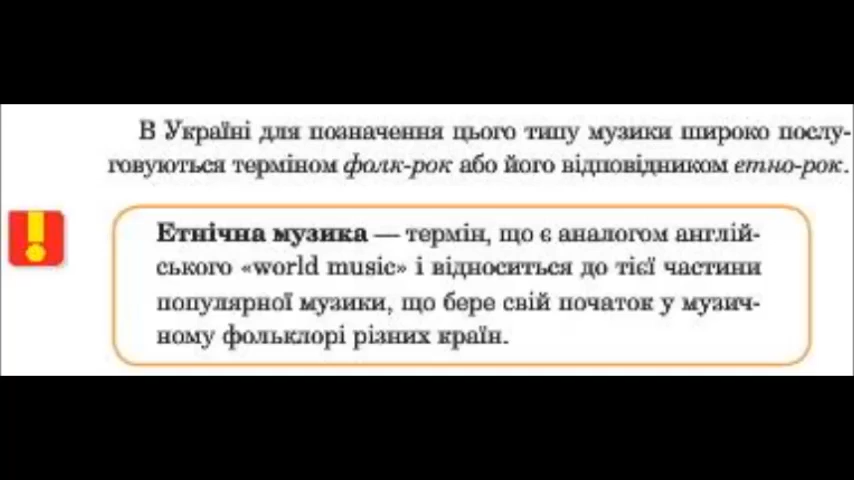 В Україні для позначення цього типу музики широко послу-
говуються терміном фолк-рок або його відповідником етно-рок.
Етнічна музика — термін, що є аналогом англій-
ського «world music» і відноситься до тієї частини
популярної музики, що бере свій початок у музич-
ному фольклорі різних країн.